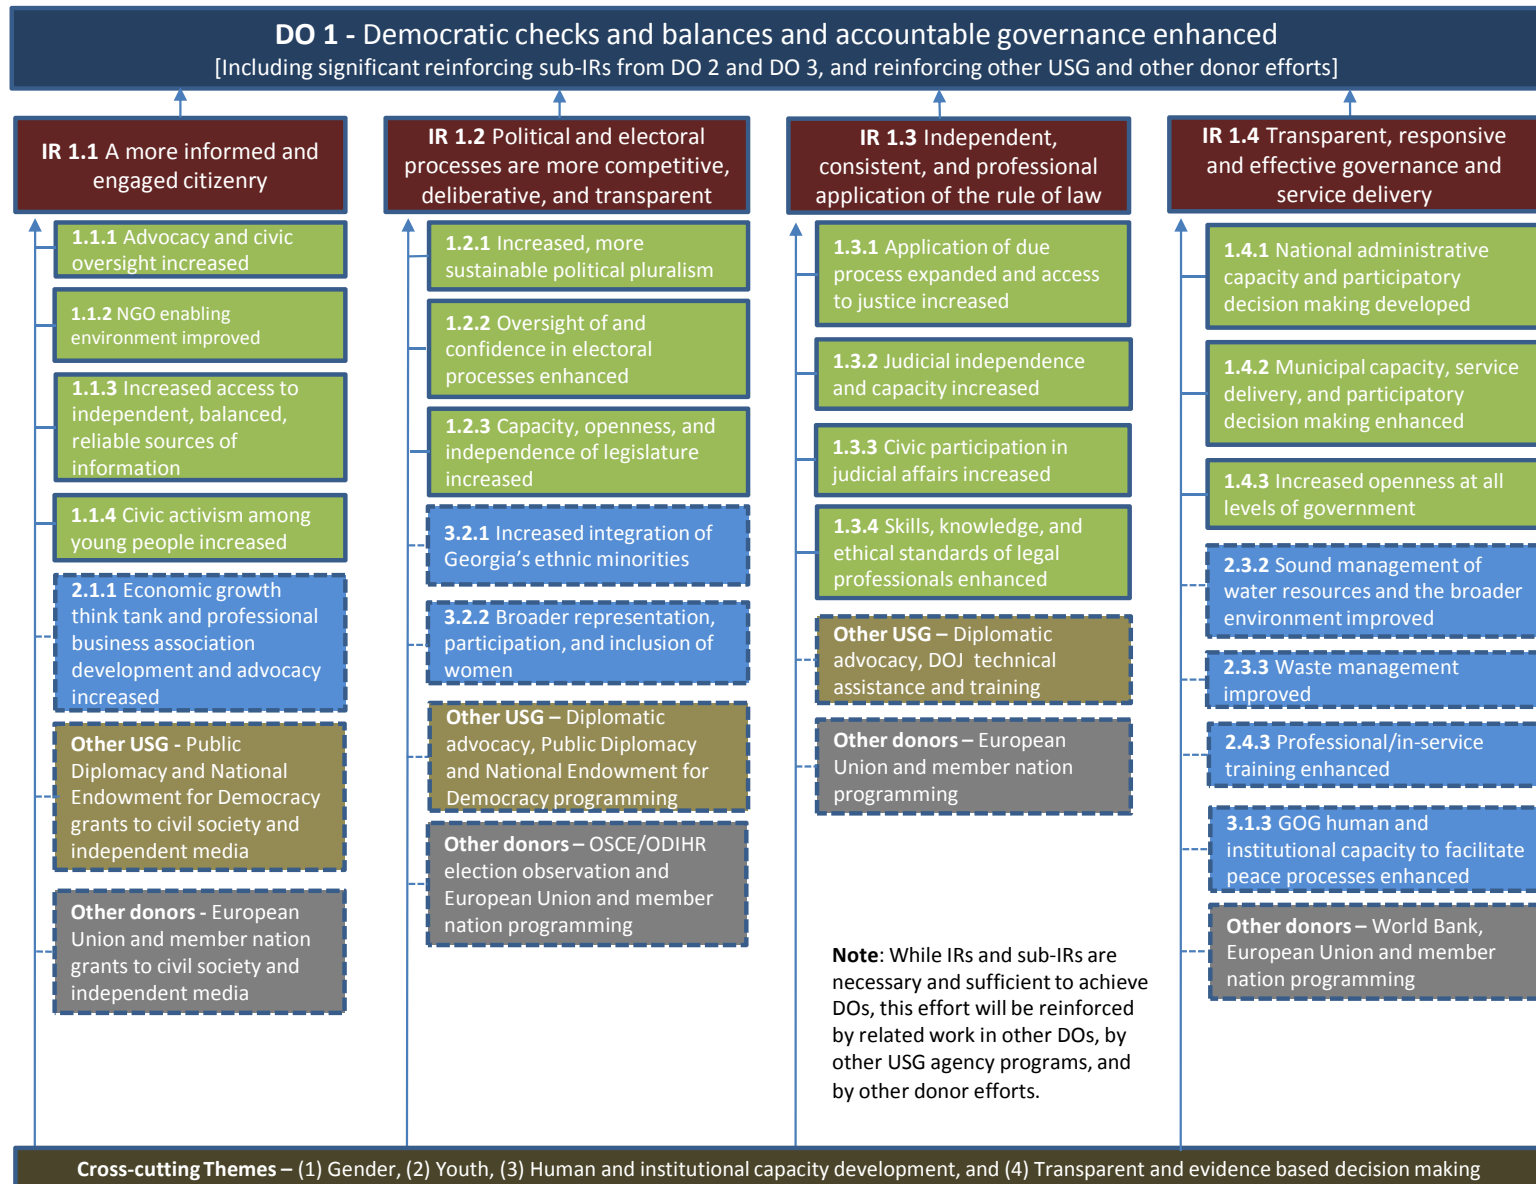 DO 1 - Democratic checks and balances and accountable governance enhanced
[Including significant reinforcing sub-IRs from DO 2 and DO 3, and reinforcing other USG and other donor efforts]
IR 1.1 A more informed and
engaged citizenry
1.1.1 Advocacy and civic
oversight increased
1.1.2 NGO enabling
environment improved
1.1.3 Increased access to
independent, balanced,
reliable sources of
information
1.1.4 Civic activism among
young people increased
2.1.1 Economic growth
think tank and professional
business association
development and advocacy
increased
Other USG - Public
Diplomacy and National
Endowment for Democracy
grants to civil society and
independent media
Other donors - European
Union and member nation
grants to civil society and
independent media
IR 1.2 Political and electoral
processes are more competitive,
deliberative, and transparent
1.2.1 Increased, more
sustainable political pluralism
1.2.2 Oversight of and
confidence in electoral
processes enhanced
1.2.3 Capacity, openness, and
independence of legislature
increased
3.2.1 Increased integration of
Georgia’s ethnic minorities
3.2.2 Broader representation,
participation, and inclusion of
women
Other USG – Diplomatic
advocacy, Public Diplomacy
and National Endowment for
Democracy programming
Other donors – OSCE/ODIHR
election observation and
European Union and member
nation programming
IR 1.3 Independent,
consistent, and professional
application of the rule of law
1.3.1 Application of due
process expanded and access
to justice increased
1.3.2 Judicial independence
and capacity increased
1.3.3 Civic participation in
judicial affairs increased
1.3.4 Skills, knowledge, and
ethical standards of legal
professionals enhanced
Other USG – Diplomatic
advocacy, DOJ technical
assistance and training
Other donors – European
Union and member nation
programming
Note: While IRs and sub-IRs are
necessary and sufficient to achieve
DOs, this effort will be reinforced
by related work in other DOs, by
other USG agency programs, and
by other donor efforts.
IR 1.4 Transparent, responsive
and effective governance and
service delivery
1.4.1 National administrative
capacity and participatory
decision making developed
1.4.2 Municipal capacity, service
delivery, and participatory
decision making enhanced
1.4.3 Increased openness at all
levels of government
2.3.2 Sound management of
water resources and the broader
environment improved
2.3.3 Waste management
improved
2.4.3 Professional/in-service
training enhanced
3.1.3 GOG human and
institutional capacity to facilitate
peace processes enhanced
Other donors – World Bank,
European Union and member
nation programming
Cross-cutting Themes – (1) Gender, (2) Youth, (3) Human and institutional capacity development, and (4) Transparent and evidence based decision making